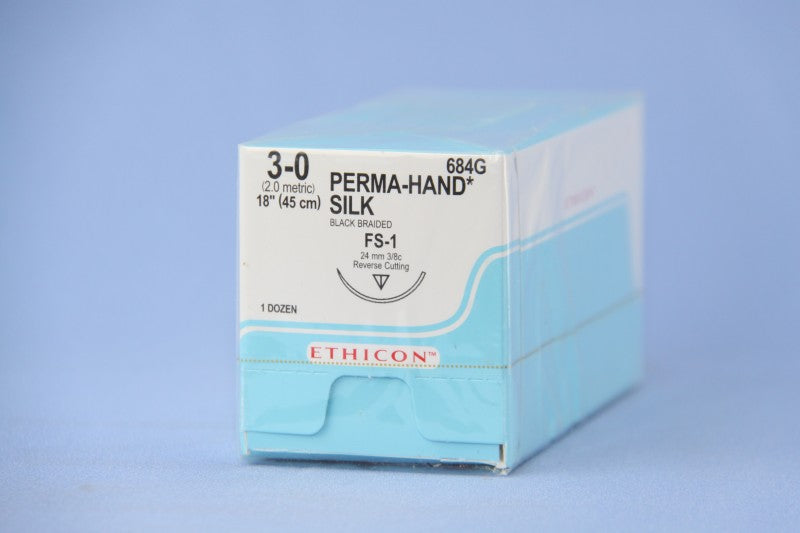 3-0
(2.0 metric)
18" (45 cm)
684G
PERMA-HAND*
SILK
BLACK BRAIDED
FS-1
24 mm 3/8c
Reverse Cutting
1 DOZEN
ETHICON™